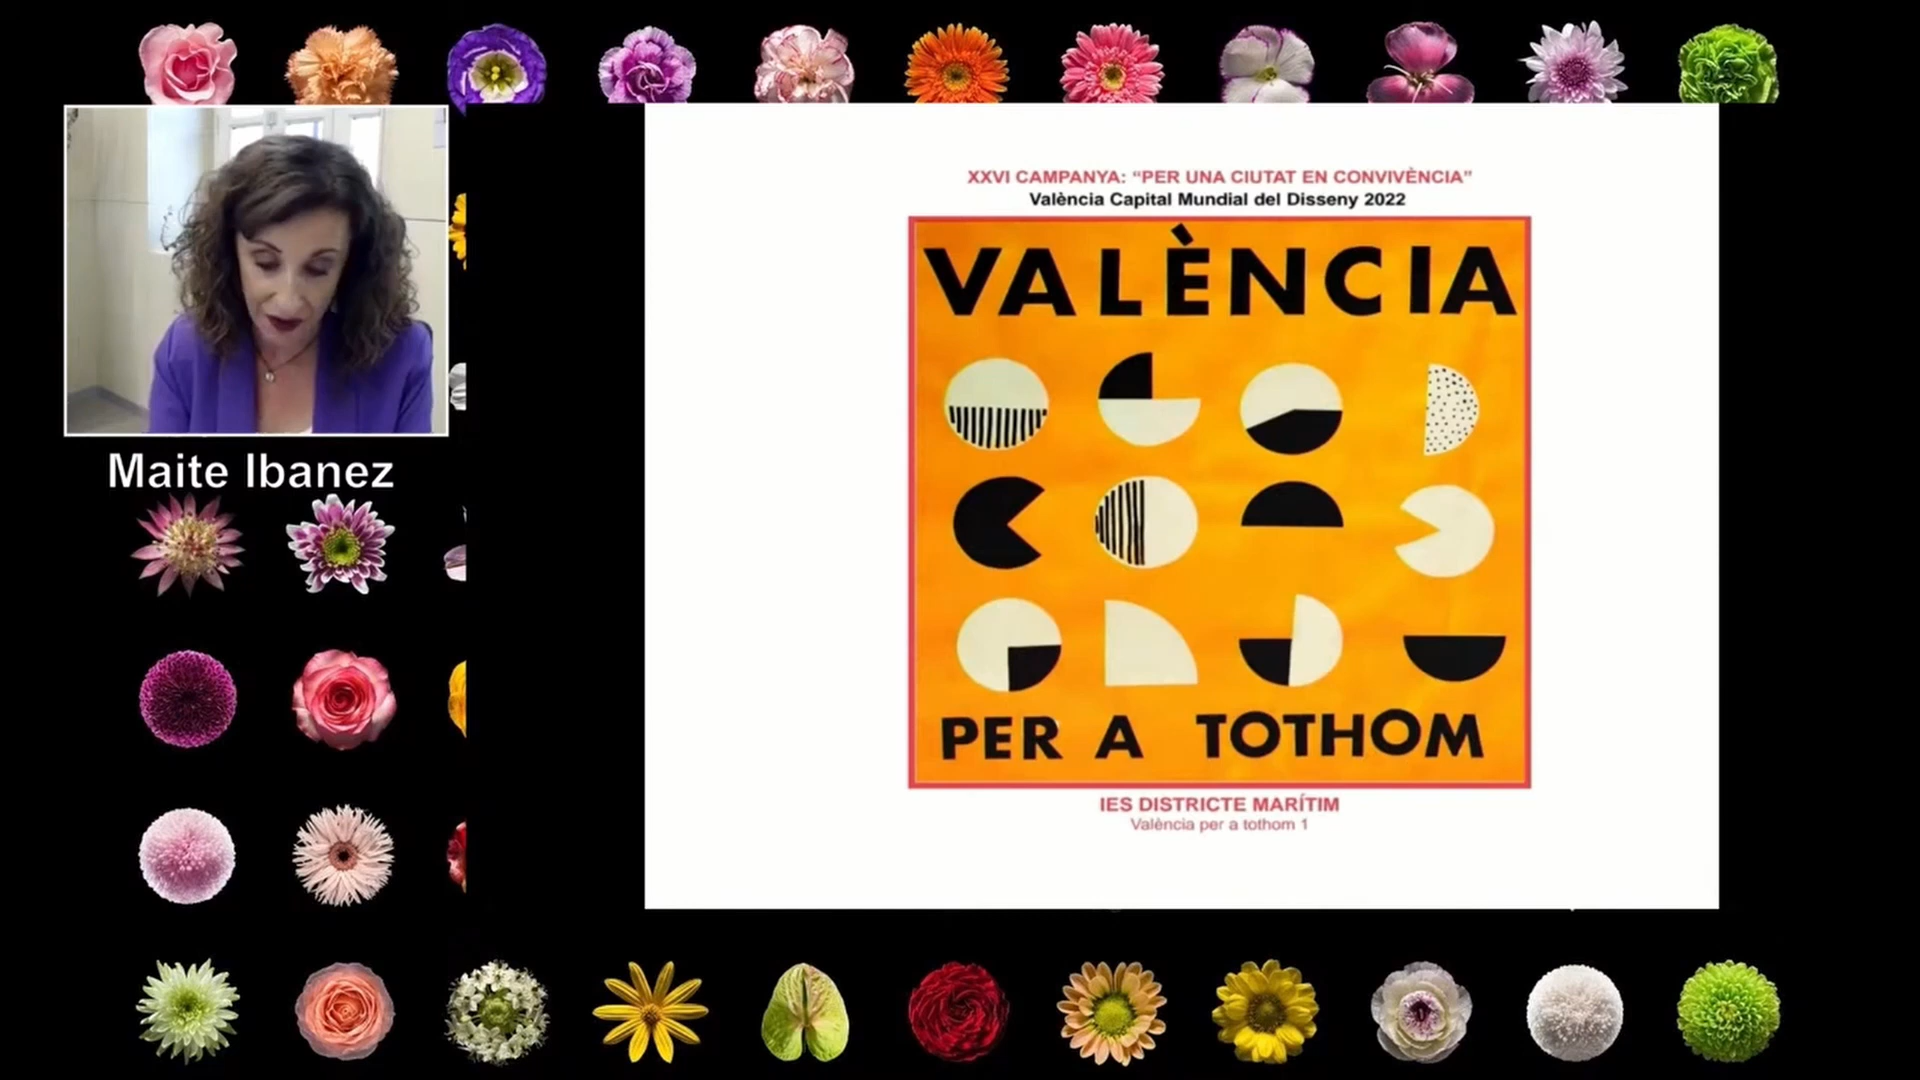 Maite Ibanez
XXVI CAMPANYA: “PER UNA CIUTAT EN CONVIVÈNCIA”
València Capital Mundial del Disseny 2022
VALÈNCIA
PER A TOTHOM
IES DISTRICTE MARÍTIM
València per a tothom 1